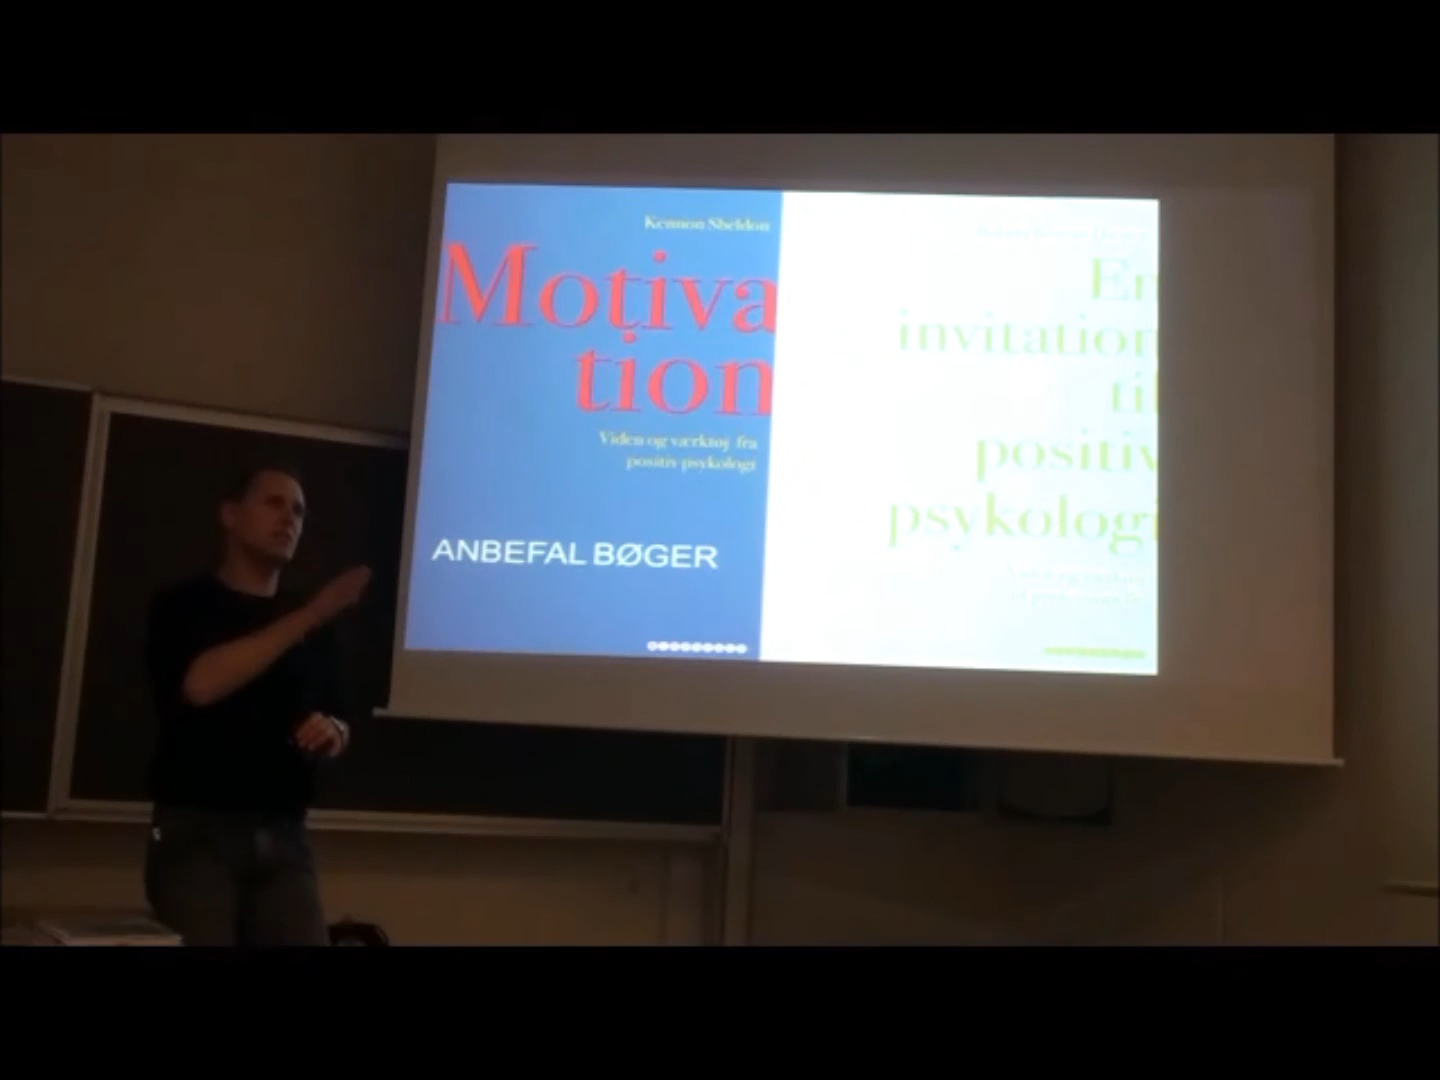 Kennon Sheldon
Motiva
tion
Viden og værktøj fra
positiv psykologi
ANBEFAL BØGER
En
invitation
til
positiv
psykologi